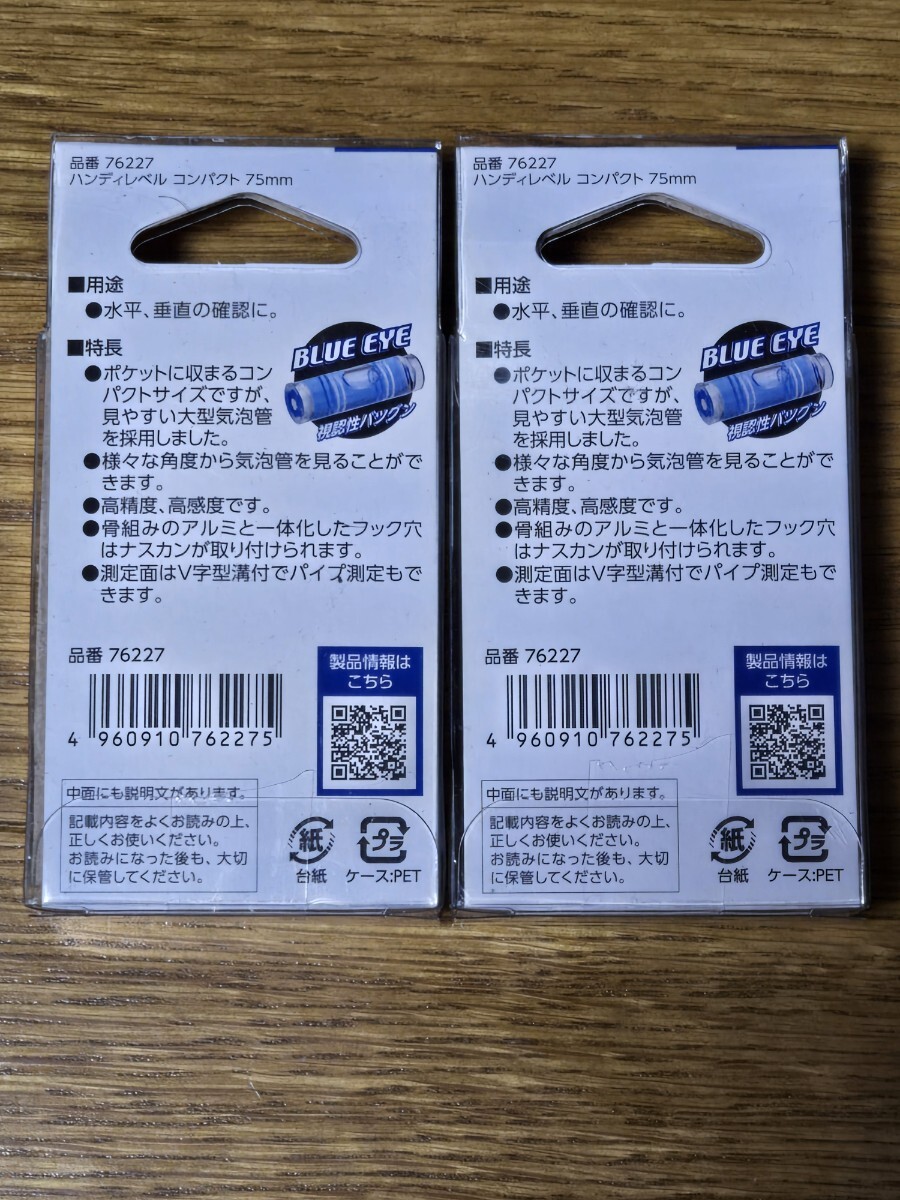 品番 76227
ハンディレベル コンパクト 75mm
■用途
●水平、垂直の確認に。
■特長
●ポケットに収まるコン
パクトサイズですが、
見やすい大型気泡管
を採用しました。
●様々な角度から気泡管を見ることがで
きます。
●高精度、高感度です。
●骨組みのアルミと一体化したフック穴
はナスカンが取り付けられます。
●測定面はV字型溝付でパイプ測定もで
きます。
BLUE EYE
視認性バツグン
品番 76227
4 960910 762275
製品情報は
こちら
中面にも説明文があります。
記載内容をよくお読みの上、
正しくお使いください。
お読みになった後も、大切
に保管してください。
紙
台紙
プラ
ケース:PET
品番 76227
ハンディレベル コンパクト 75mm
■用途
●水平、垂直の確認に。
■特長
●ポケットに収まるコン
パクトサイズですが、
見やすい大型気泡管
を採用しました。
●様々な角度から気泡管を見ることがで
きます。
●高精度、高感度です。
●骨組みのアルミと一体化したフック穴
はナスカンが取り付けられます。
●測定面はV字型溝付でパイプ測定もで
きます。
BLUE EYE
視認性バツグン
品番 76227
4 960910 762275
製品情報は
こちら
中面にも説明文があります。
記載内容をよくお読みの上、
正しくお使いください。
お読みになった後も、大切
に保管してください。
紙
台紙
プラ
ケース:PET